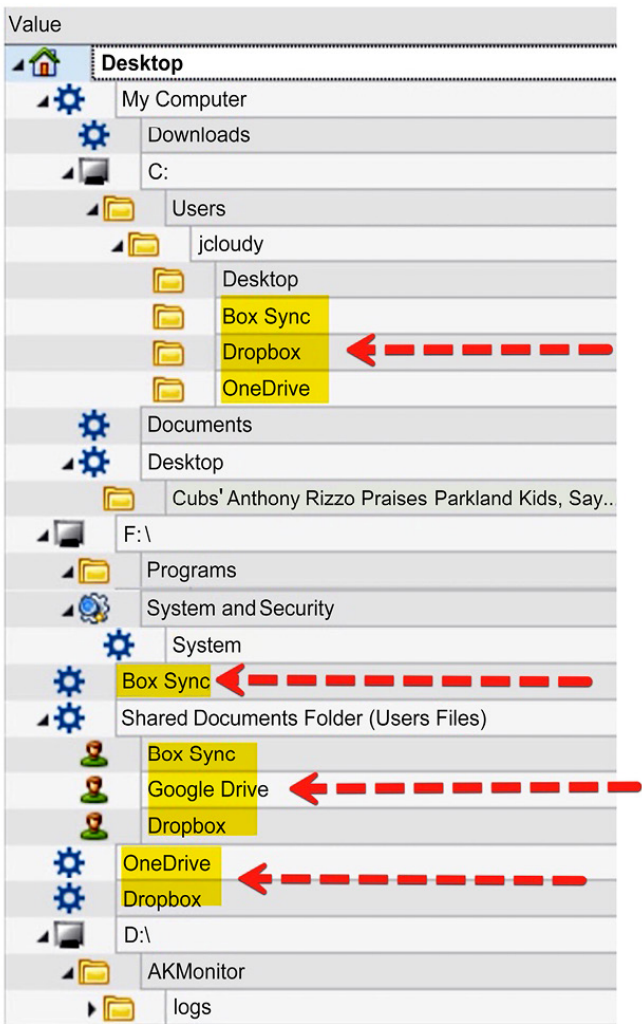 Value
Desktop
My Computer
Downloads
C:
Users
jcloudy
Desktop
Box Sync
Dropbox
OneDrive
Documents
Desktop
Cubs' Anthony Rizzo Praises Parkland Kids, Say...
F:\
Programs
System and Security
System
Box Sync
Shared Documents Folder (Users Files)
Box Sync
Google Drive
Dropbox
OneDrive
Dropbox
D:\
AKMonitor
logs